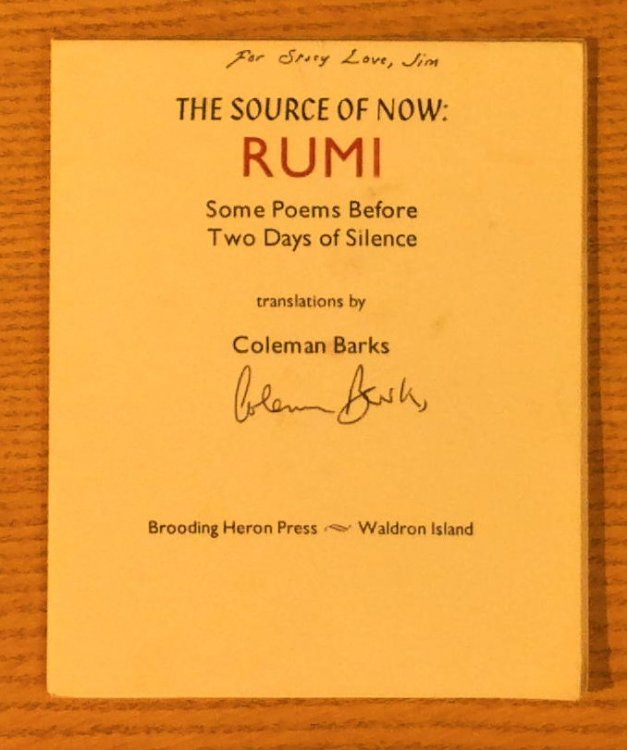 For Stacy Love, Jim
THE SOURCE OF NOW:
RUMI
Some Poems Before
Two Days of Silence
translations by
Coleman Barks
Coleman Barks
Brooding Heron Press Waldron Island